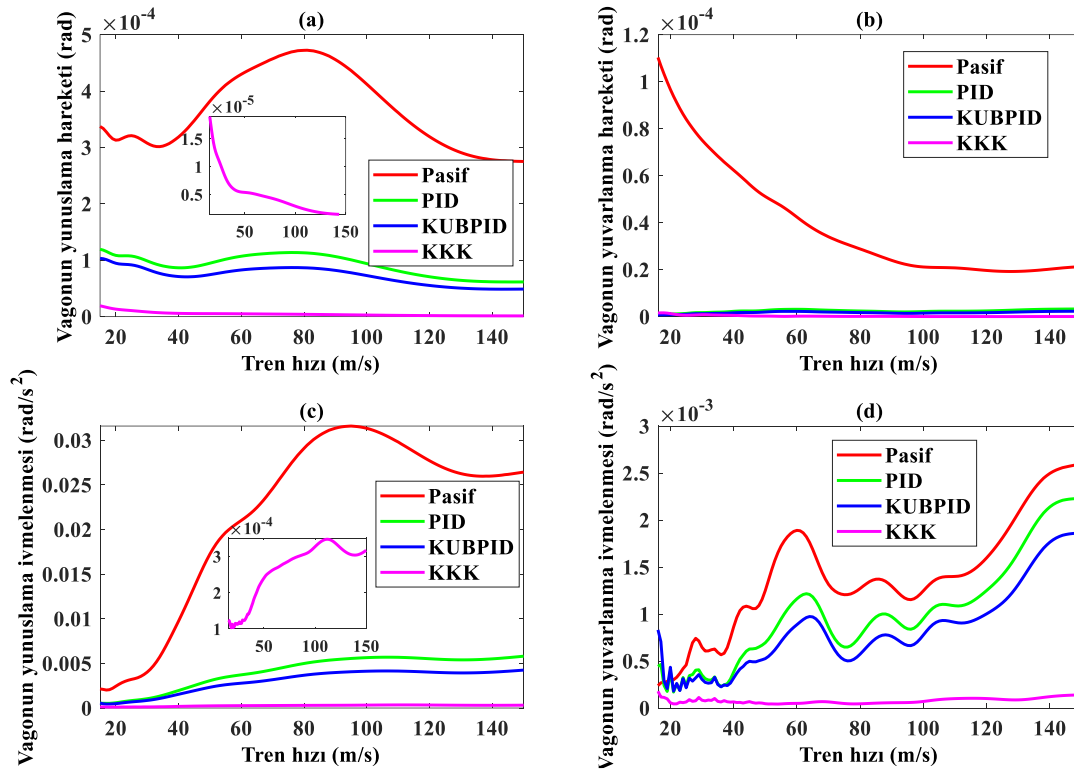 (a)
×10⁻⁴
Vagonun yunuslama hareketi (rad)
5
4
3
2
1
0
20 40 60 80 100 120 140
Tren hızı (m/s)
×10⁻⁵
1.5
1
0.5
50 100 150
Pasif
PID
KUBPID
KKK
(b)
×10⁻⁴
Vagonun yuvarlanma hareketi (rad)
1.2
1
0.8
0.6
0.4
0.2
0
20 40 60 80 100 120 140
Tren hızı (m/s)
Pasif
PID
KUBPID
KKK
(c)
Vagonun yunuslama ivmelenmesi (rad/s²)
0.03
0.025
0.02
0.015
0.01
0.005
0
20 40 60 80 100 120 140
Tren hızı (m/s)
×10⁻⁴
3
2
1
50 100 150
Pasif
PID
KUBPID
KKK
(d)
×10⁻³
Vagonun yuvarlanma ivmelenmesi (rad/s²)
3
2.5
2
1.5
1
0.5
0
20 40 60 80 100 120 140
Tren hızı (m/s)
Pasif
PID
KUBPID
KKK